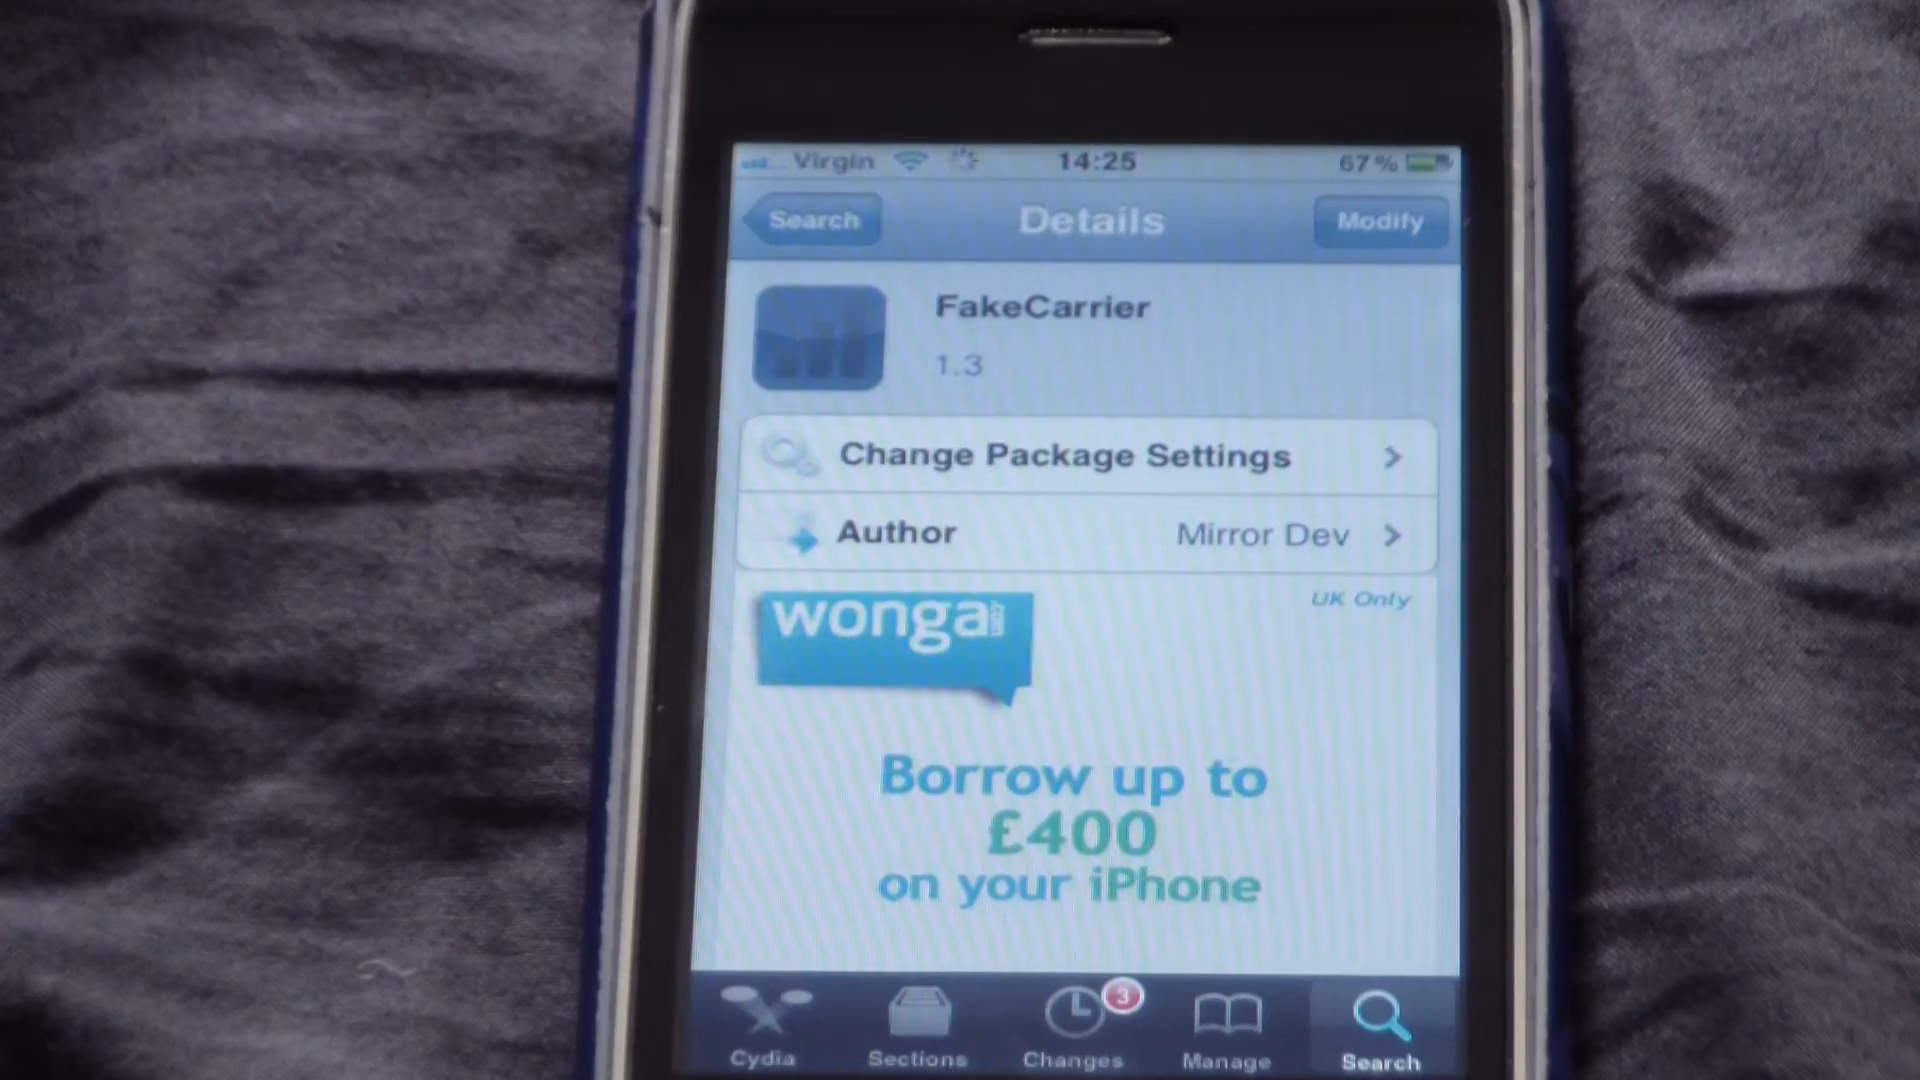 Virgin 14:25 67%
Search Details Modify
FakeCarrier
1.3
Change Package Settings
Author Mirror Dev
wonga.com UK Only
Borrow up to
£400
on your iPhone
3
Cydia Sections Changes Manage Search